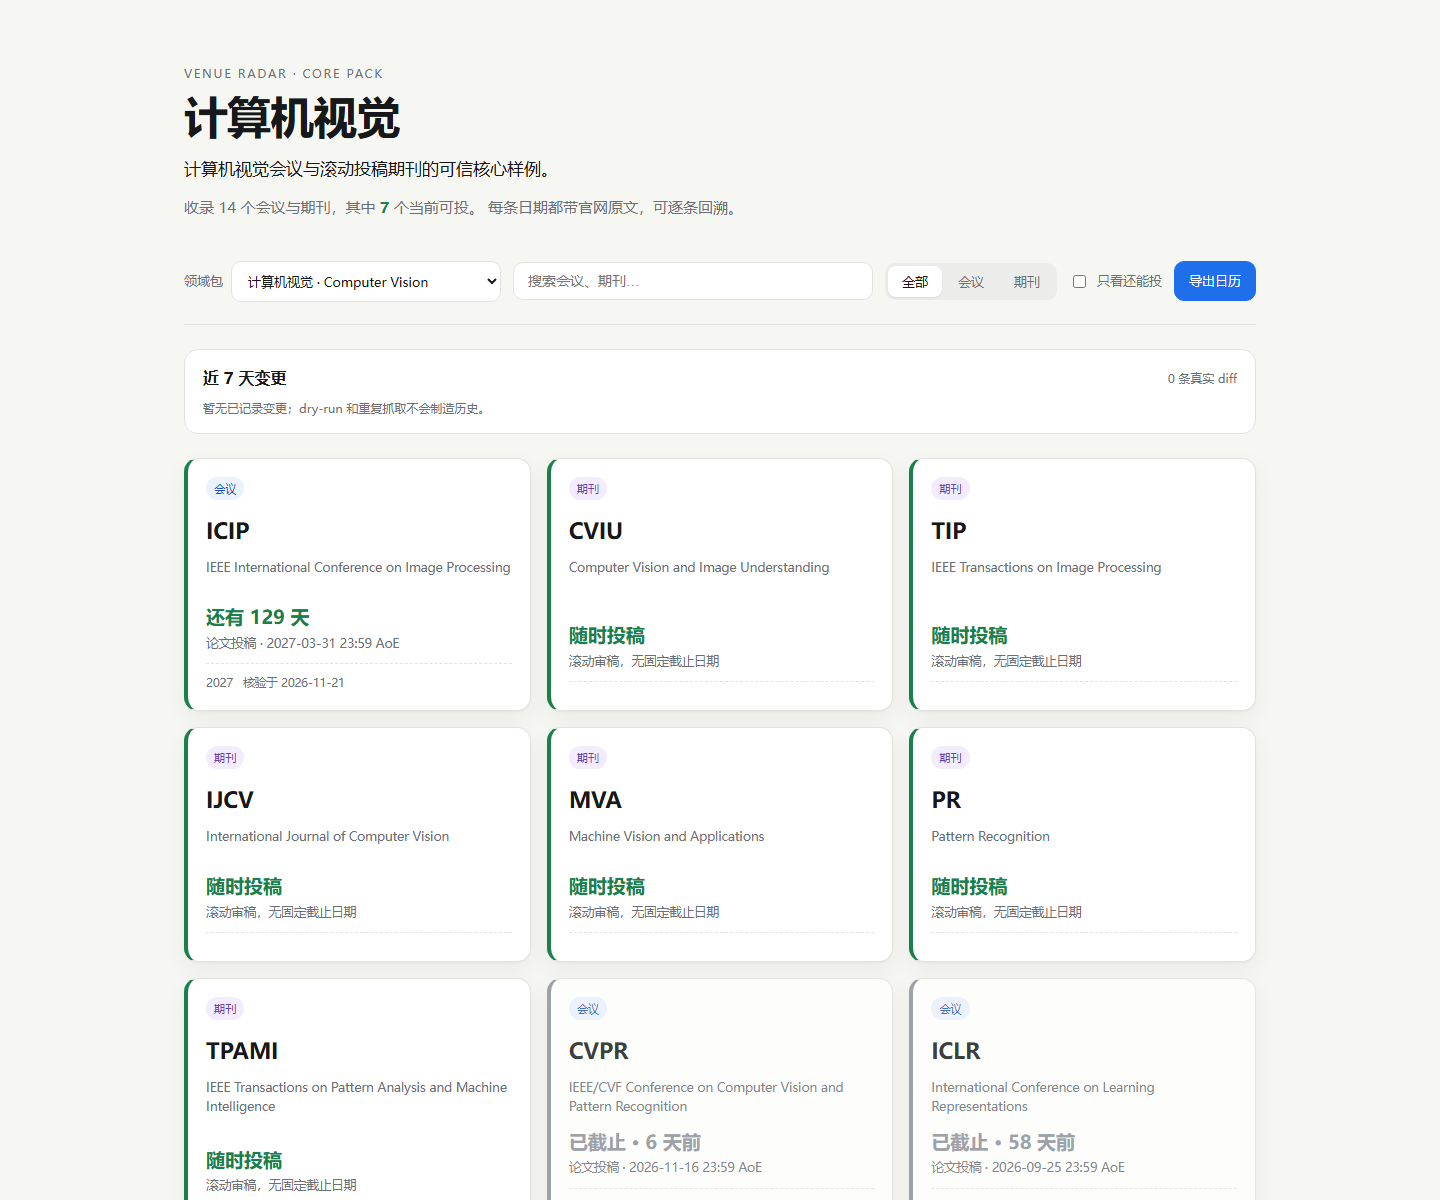 VENUE RADAR · CORE PACK
计算机视觉
计算机视觉会议与滚动投稿期刊的可信核心样例。
收录 14 个会议与期刊，其中 7 个当前可投。 每条日期都带官网原文，可逐条回溯。
领域包 计算机视觉 · Computer Vision 搜索会议、期刊... 全部 会议 期刊 只看还能投 导出日历
近 7 天变更 0 条真实 diff
暂无已记录变更；dry-run 和重复抓取不会制造历史。
会议
ICIP
IEEE International Conference on Image Processing
还有 129 天
论文投稿 · 2027-03-31 23:59 AoE
2027 核验于 2026-11-21
期刊
CVIU
Computer Vision and Image Understanding
随时投稿
滚动审稿，无固定截止日期
期刊
TIP
IEEE Transactions on Image Processing
随时投稿
滚动审稿，无固定截止日期
期刊
IJCV
International Journal of Computer Vision
随时投稿
滚动审稿，无固定截止日期
期刊
MVA
Machine Vision and Applications
随时投稿
滚动审稿，无固定截止日期
期刊
PR
Pattern Recognition
随时投稿
滚动审稿，无固定截止日期
期刊
TPAMI
IEEE Transactions on Pattern Analysis and Machine
Intelligence
随时投稿
滚动审稿，无固定截止日期
会议
CVPR
IEEE/CVF Conference on Computer Vision and
Pattern Recognition
已截止 · 6 天前
论文投稿 · 2026-11-16 23:59 AoE
会议
ICLR
International Conference on Learning
Representations
已截止 · 58 天前
论文投稿 · 2026-09-25 23:59 AoE